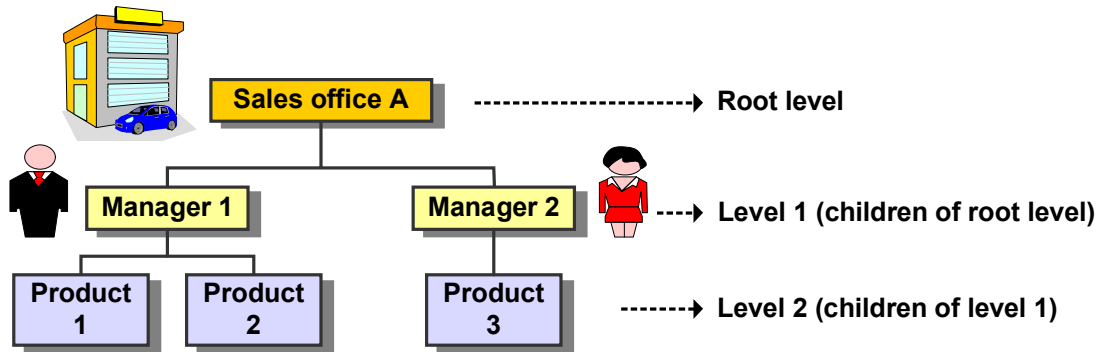 Sales office A
Root level
Manager 1
Manager 2
Level 1 (children of root level)
Product
1
Product
2
Product
3
Level 2 (children of level 1)